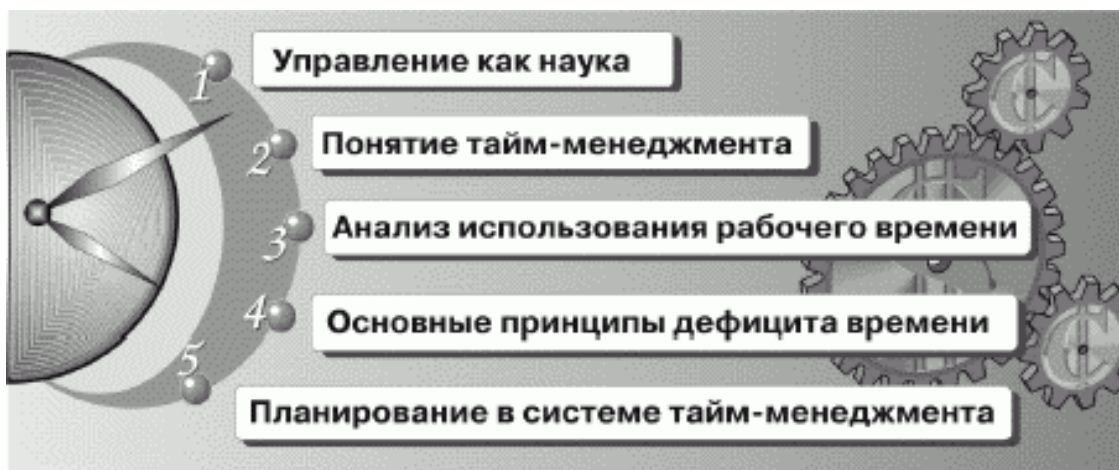 1 Управление как наука
2 Понятие тайм-менеджмента
3 Анализ использования рабочего времени
4 Основные принципы дефицита времени
5 Планирование в системе тайм-менеджмента